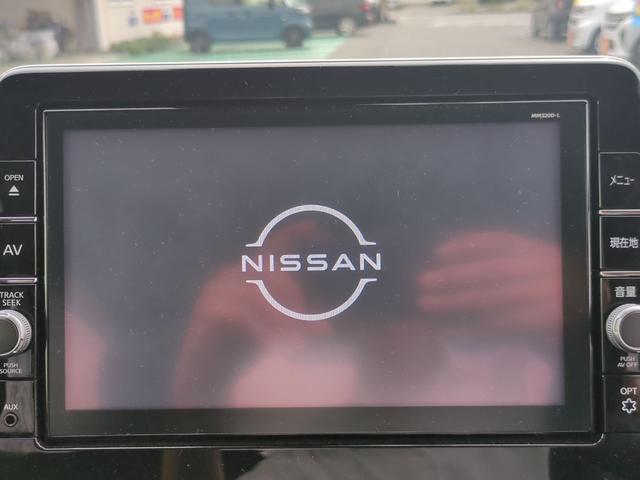 MM520D-L
OPEN
AV
TRACK
SEEK
PUSH
SOURCE
AUX
NISSAN
メニュー
現在地
音量
PUSH
AV OFF
OPT